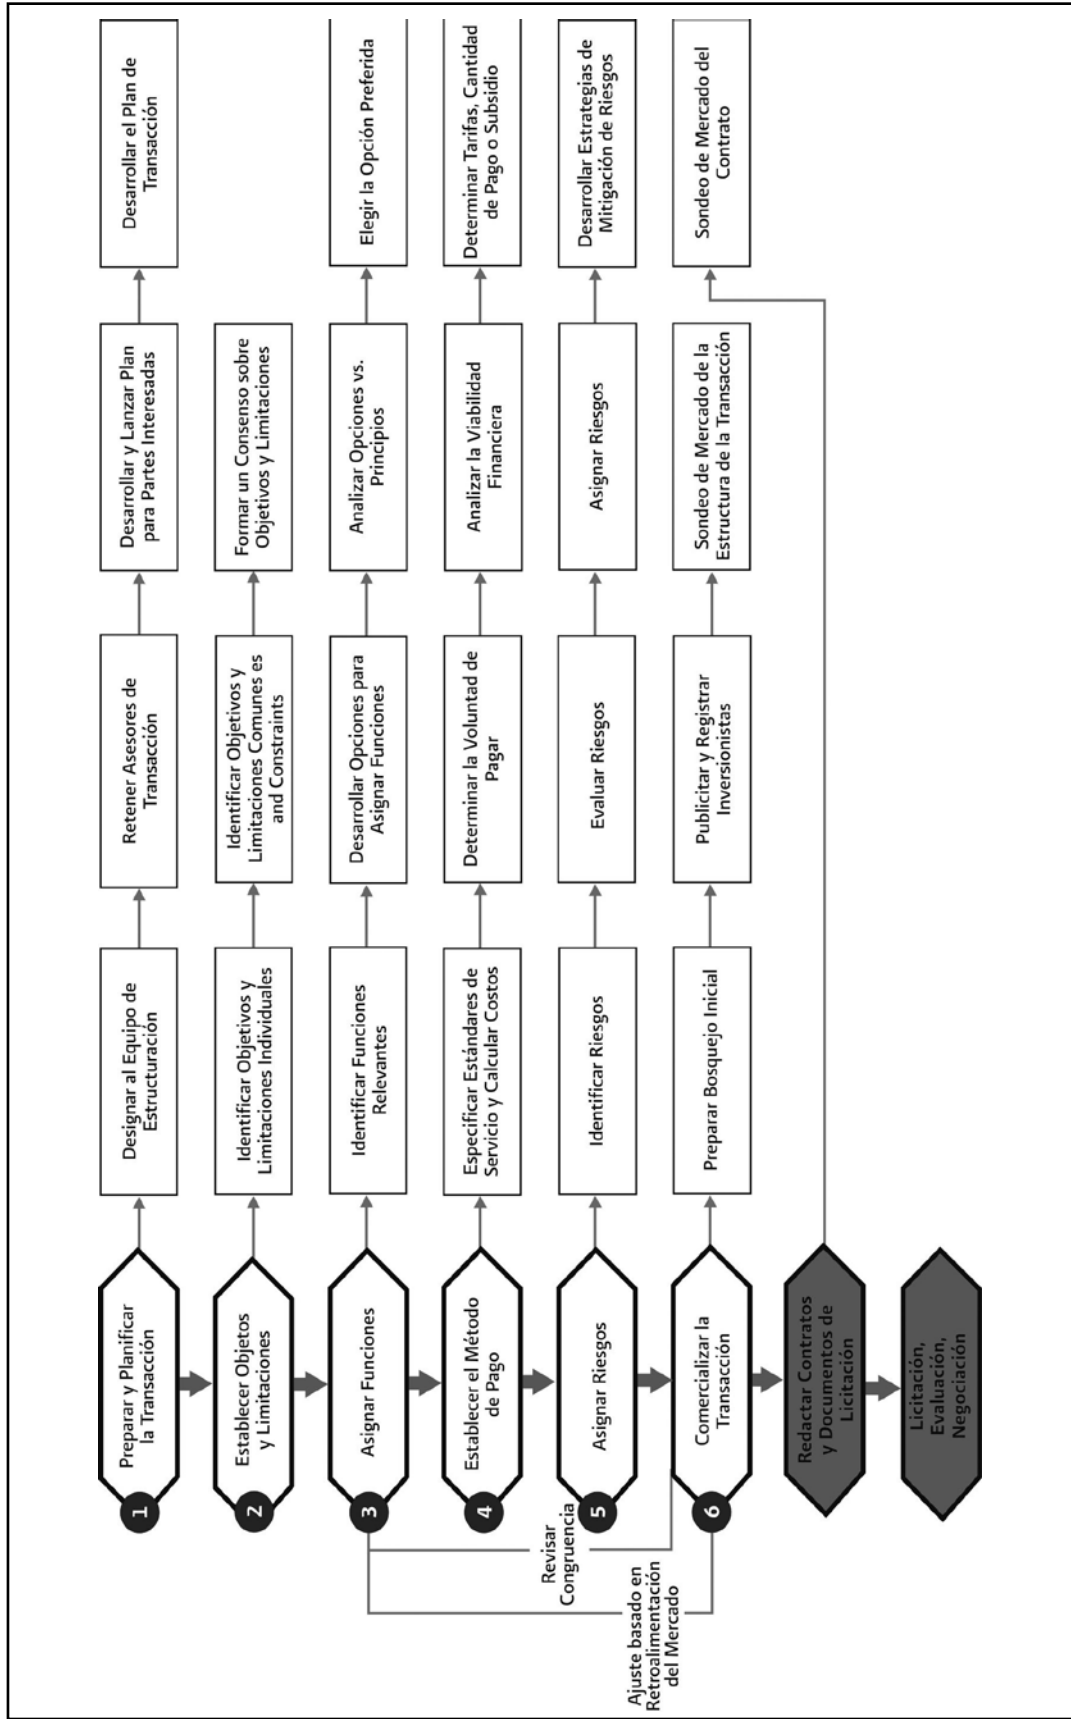 1
Preparar y Planificar
la Transacción
Designar al Equipo de
Estructuración
Retener Asesores de
Transacción
Desarrollar y Lanzar Plan
para Partes Interesadas
Desarrollar el Plan de
Transacción
2
Establecer Objetos
y Limitaciones
Identificar Objetivos y
Limitaciones Individuales
Identificar Objetivos y
Limitaciones Comunes es
and Constraints
Formar un Consenso sobre
Objetivos y Limitaciones
3
Asignar Funciones
Identificar Funciones
Relevantes
Desarrollar Opciones para
Asignar Funciones
Analizar Opciones vs.
Principios
Elegir la Opción Preferida
4
Establecer el Método
de Pago
Especificar Estándares de
Servicio y Calcular Costos
Determinar la Voluntad de
Pagar
Analizar la Viabilidad
Financiera
Determinar Tarifas, Cantidad
de Pago o Subsidio
Revisar
Congruencia
5
Asignar Riesgos
Identificar Riesgos
Evaluar Riesgos
Asignar Riesgos
Desarrollar Estrategias de
Mitigación de Riesgos
Ajuste basado en
Retroalimentación
del Mercado
6
Comercializar la
Transacción
Preparar Bosquejo Inicial
Publicitar y Registrar
Inversionistas
Sondeo de Mercado de la
Estructura de la Transacción
Sondeo de Mercado del
Contrato
Redactar Contratos
y Documentos de
Licitación
Licitación,
Evaluación,
Negociación